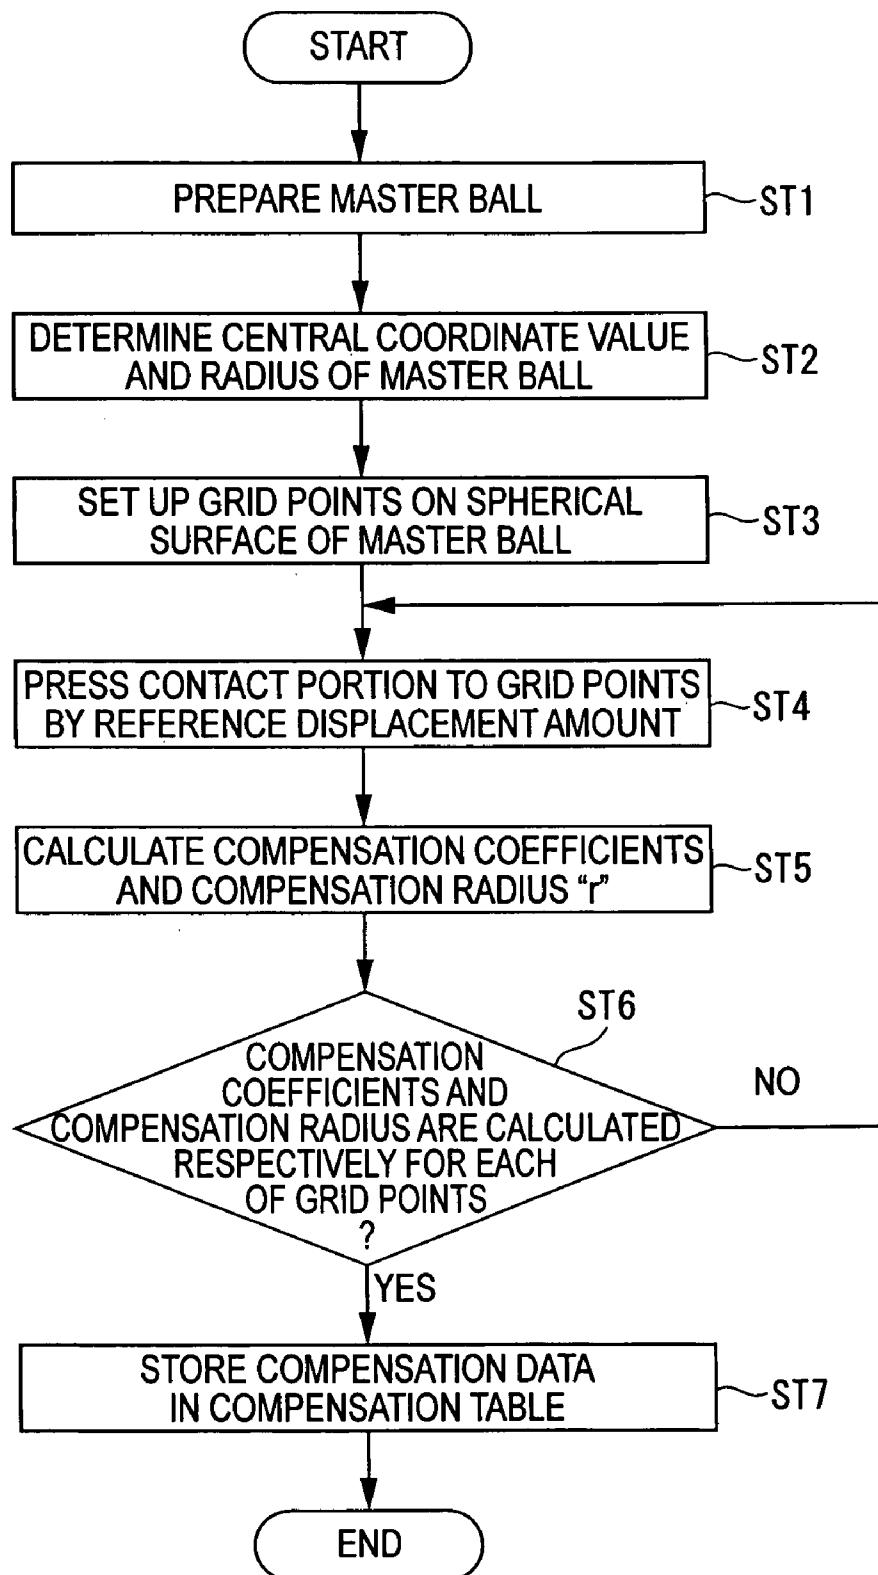 START
PREPARE MASTER BALL
ST1
DETERMINE CENTRAL COORDINATE VALUE
AND RADIUS OF MASTER BALL
ST2
SET UP GRID POINTS ON SPHERICAL
SURFACE OF MASTER BALL
ST3
PRESS CONTACT PORTION TO GRID POINTS
BY REFERENCE DISPLACEMENT AMOUNT
ST4
CALCULATE COMPENSATION COEFFICIENTS
AND COMPENSATION RADIUS “r”
ST5
ST6
COMPENSATION
COEFFICIENTS AND
COMPENSATION RADIUS ARE CALCULATED
RESPECTIVELY FOR EACH
OF GRID POINTS
?
NO
YES
STORE COMPENSATION DATA
IN COMPENSATION TABLE
ST7
END